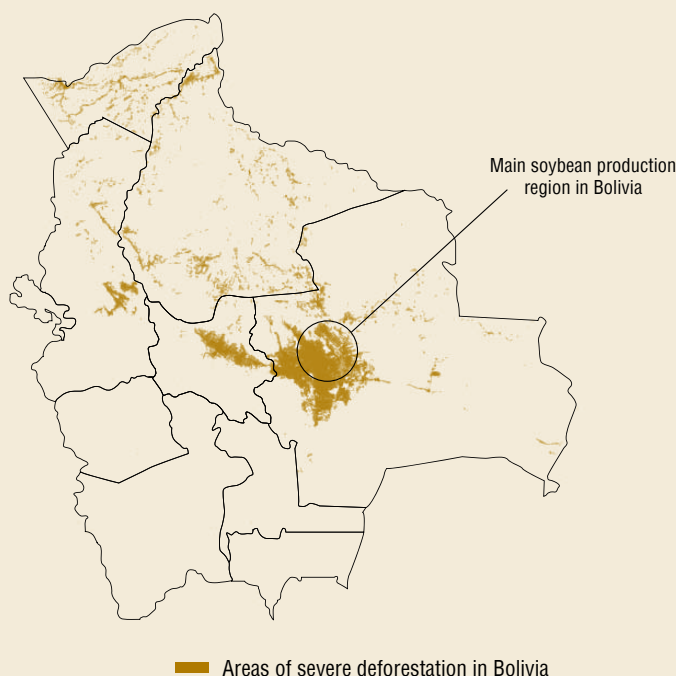 Main soybean production
region in Bolivia
Areas of severe deforestation in Bolivia